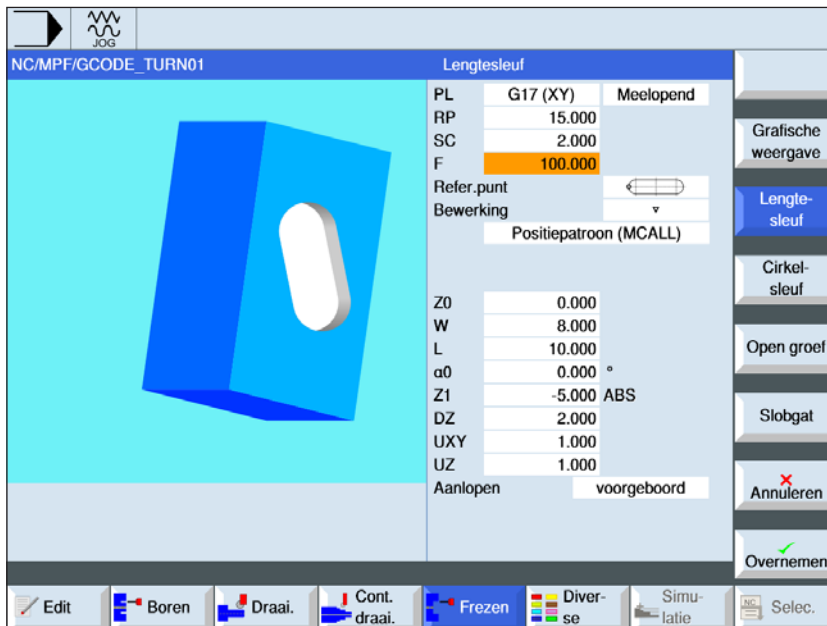 JOG
NC/MPF/GCODE_TURN01
Lengtesleuf
PL G17 (XY) Meelopend
RP 15.000
SC 2.000
F 100.000
Refer.punt
Bewerking
Positiepatroon (MCALL)
Z0 0.000
W 8.000
L 10.000
α0 0.000 °
Z1 -5.000 ABS
DZ 2.000
UXY 1.000
UZ 1.000
Aanlopen voorgeboord
Grafische
weergave
Lengte-
sleuf
Cirkel-
sleuf
Open groef
Slobgat
Annuleren
Overnemen
Edit
Boren
Draai.
Cont.
draai.
Frezen
Diver-
se
Simu-
latie
NC
Selec.